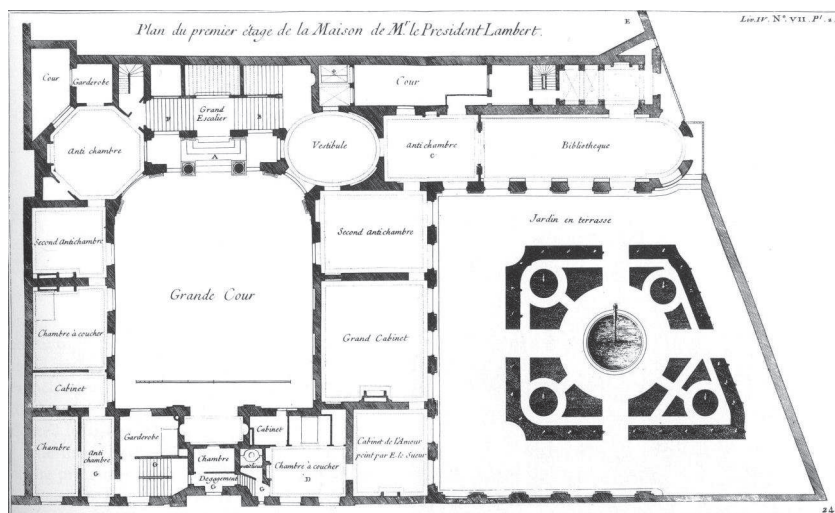 Plan du premier étage de la Maison de Mr. le President Lambert.
Liv. IV. No. VII. Pl. 2.
E
Cour
Garderobe
Grand
Escalier
Cour
Anti chambre
A
Vestibule
antichambre
C
Bibliotheque
Second Antichambre
Second Antichambre
Jardin en terrasse
Grande Cour
Chambre à coucher
Grand Cabinet
Cabinet
Chambre
Anti
chambre
G
Garderobe
G
Chambre
Degagement
G
Cabinet
G
Chambre à coucher
D
Cabinet de l'Amour
peint par E. le Sueur
24